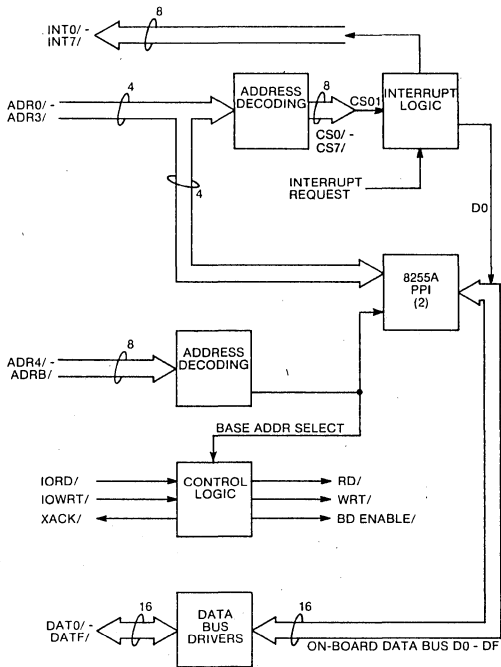 8
INT0/ -
INT7/
4
ADR0/ -
ADR3/
ADDRESS
DECODING
8
CS01
CS0/ -
CS7/
INTERRUPT
LOGIC
4
INTERRUPT
REQUEST
D0
8255A
PPI
(2)
8
ADR4/ -
ADRB/
ADDRESS
DECODING
BASE ADDR SELECT
IORD/
IOWRT/
XACK/
CONTROL
LOGIC
RD/
WRT/
BD ENABLE/
16
DAT0/ -
DATF/
DATA
BUS
DRIVERS
16
ON-BOARD DATA BUS D0 - DF